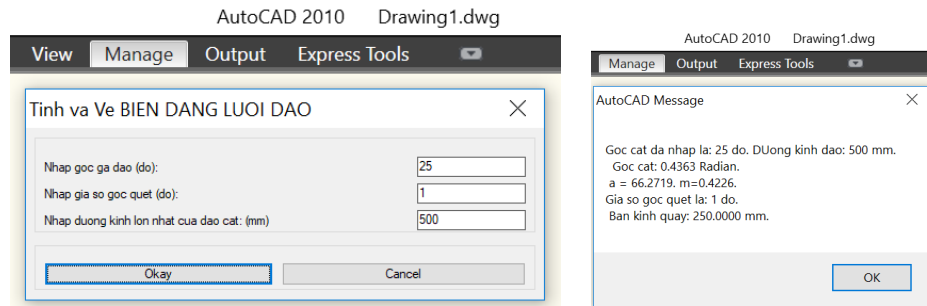 AutoCAD 2010 Drawing1.dwg
View Manage Output Express Tools
Tinh va Ve BIEN DANG LUOI DAO
Nhap goc ga dao (do): 25
Nhap gia so goc quet (do): 1
Nhap duong kinh lon nhat cua dao cat: (mm) 500
Okay Cancel
AutoCAD 2010 Drawing1.dwg
Manage Output Express Tools
AutoCAD Message
Goc cat da nhap la: 25 do. DUong kinh dao: 500 mm.
Goc cat: 0.4363 Radian.
a = 66.2719. m=0.4226.
Gia so goc quet la: 1 do.
Ban kinh quay: 250.0000 mm.
OK